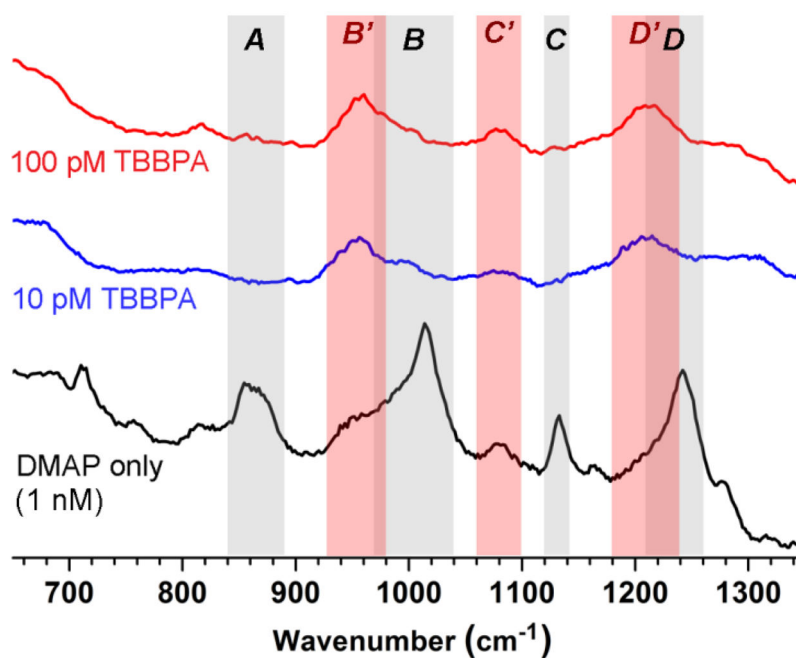 A B' B C' C D' D
100 pM TBBPA
10 pM TBBPA
DMAP only
(1 nM)
700 800 900 1000 1100 1200 1300
Wavenumber (cm-1)